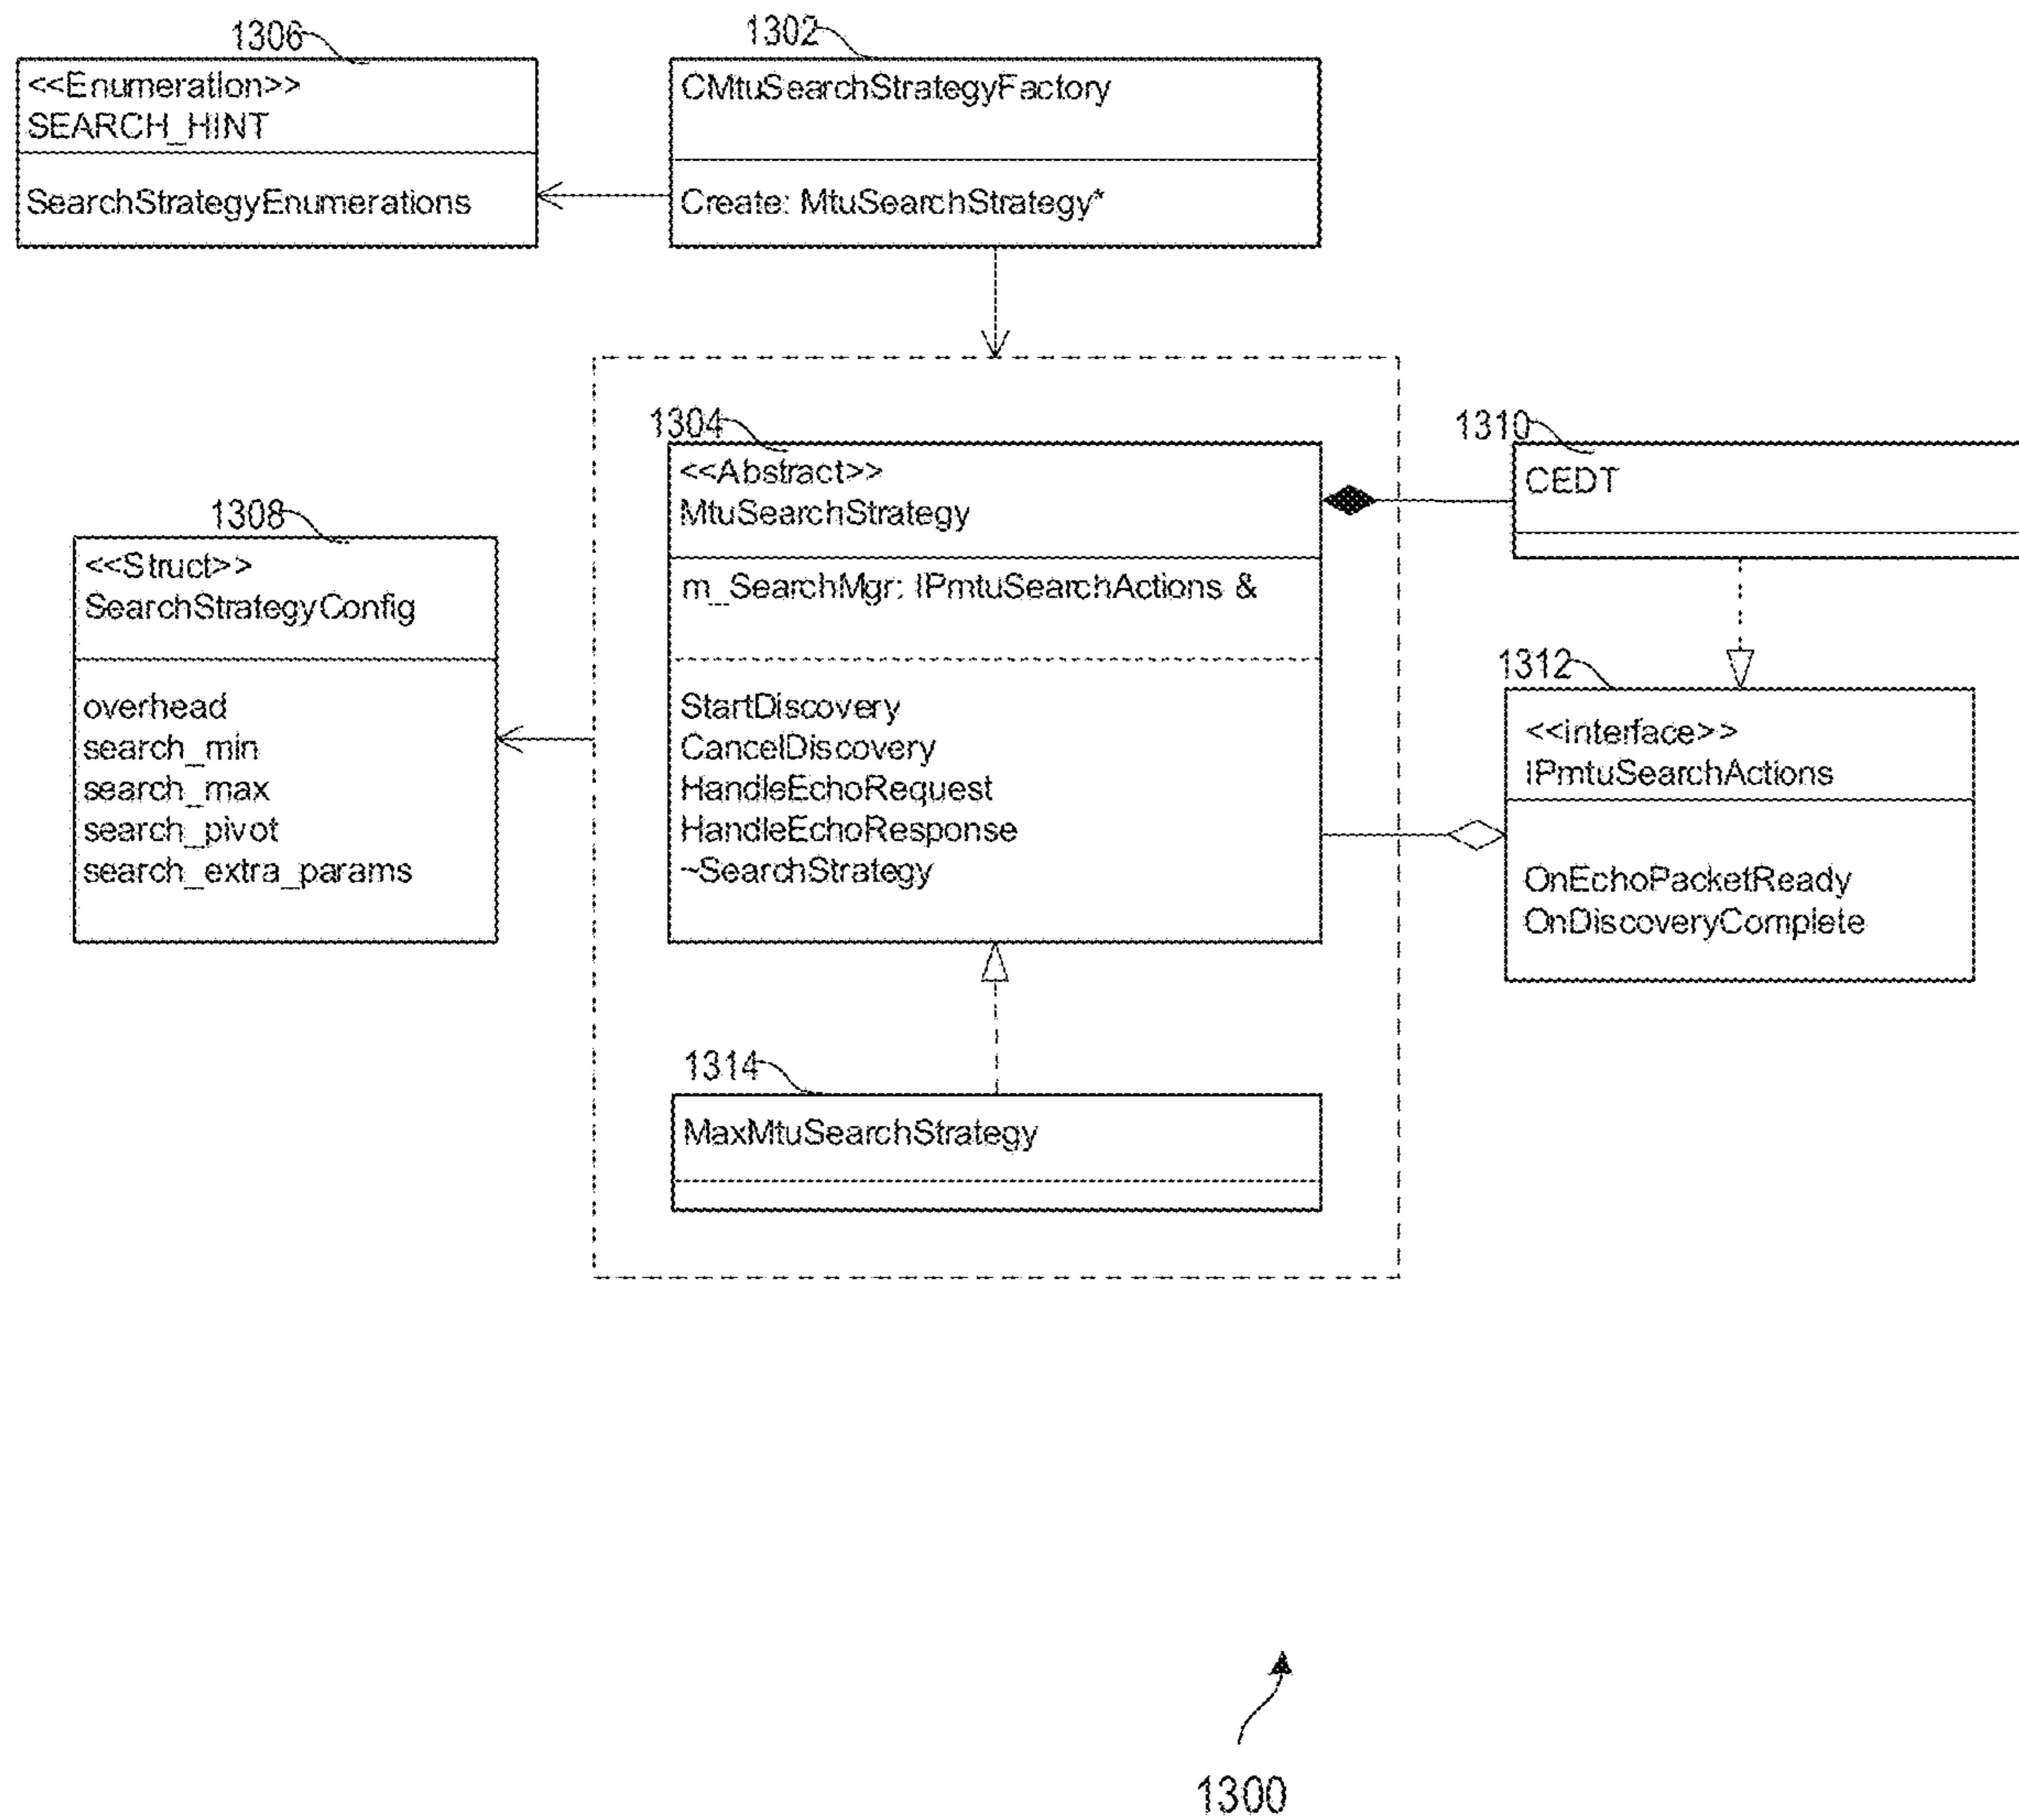 1306
<<Enumeration>>
SEARCH_HINT
SearchStrategyEnumerations
1302
CMtuSearchStrategyFactory
Create: MtuSearchStrategy*
1304
<<Abstract>>
MtuSearchStrategy
m_SearchMgr: IPmtuSearchActions &
StartDiscovery
CancelDiscovery
HandleEchoRequest
HandleEchoResponse
~SearchStrategy
1310
CEDT
1308
<<Struct>>
SearchStrategyConfig
overhead
search_min
search_max
search_pivot
search_extra_params
1312
<<interface>>
IPmtuSearchActions
OnEchoPacketReady
OnDiscoveryComplete
1314
MaxMtuSearchStrategy
1300